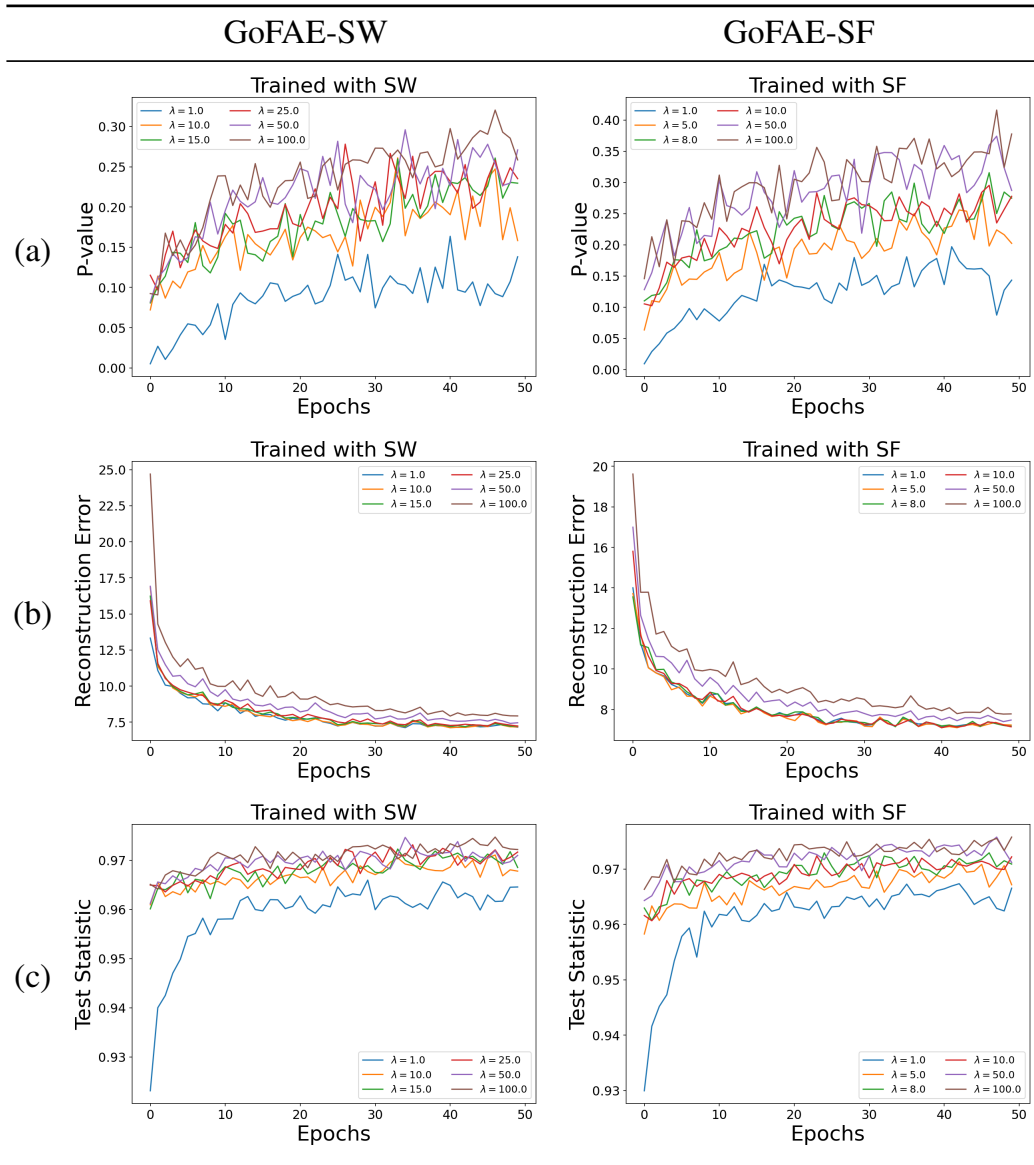 GoFAE-SW GoFAE-SF
(a)
Trained with SW
P-value
0.30
0.25
0.20
0.15
0.10
0.05
0.00
λ = 1.0 λ = 25.0
λ = 10.0 λ = 50.0
λ = 15.0 λ = 100.0
0 10 20 30 40 50
Epochs
Trained with SF
P-value
0.40
0.35
0.30
0.25
0.20
0.15
0.10
0.05
0.00
λ = 1.0 λ = 10.0
λ = 5.0 λ = 50.0
λ = 8.0 λ = 100.0
0 10 20 30 40 50
Epochs
(b)
Trained with SW
Reconstruction Error
25.0
22.5
20.0
17.5
15.0
12.5
10.0
7.5
λ = 1.0 λ = 25.0
λ = 10.0 λ = 50.0
λ = 15.0 λ = 100.0
0 10 20 30 40 50
Epochs
Trained with SF
Reconstruction Error
20
18
16
14
12
10
8
λ = 1.0 λ = 10.0
λ = 5.0 λ = 50.0
λ = 8.0 λ = 100.0
0 10 20 30 40 50
Epochs
(c)
Trained with SW
Test Statistic
0.97
0.96
0.95
0.94
0.93
λ = 1.0 λ = 25.0
λ = 10.0 λ = 50.0
λ = 15.0 λ = 100.0
0 10 20 30 40 50
Epochs
Trained with SF
Test Statistic
0.97
0.96
0.95
0.94
0.93
λ = 1.0 λ = 10.0
λ = 5.0 λ = 50.0
λ = 8.0 λ = 100.0
0 10 20 30 40 50
Epochs